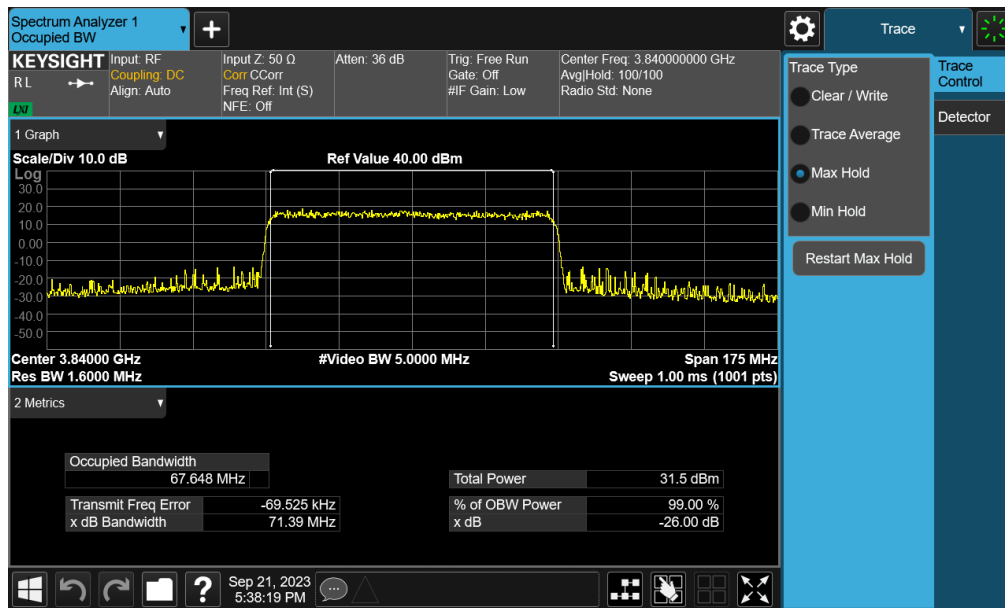 Spectrum Analyzer 1
Occupied BW
+
Trace
KEYSIGHT
RL
LXI
Input: RF
Coupling: DC
Align: Auto
Input Z: 50 Ω
Corr CCorr
Freq Ref: Int (S)
NFE: Off
Atten: 36 dB
Trig: Free Run
Gate: Off
#IF Gain: Low
Center Freq: 3.840000000 GHz
Avg|Hold: 100/100
Radio Std: None
Trace Type
Clear / Write
Trace Average
Max Hold
Min Hold
Restart Max Hold
Trace
Control
Detector
1 Graph
Scale/Div 10.0 dB
Ref Value 40.00 dBm
Log
30.0
20.0
10.0
0.00
-10.0
-20.0
-30.0
-40.0
-50.0
Center 3.84000 GHz
#Video BW 5.0000 MHz
Span 175 MHz
Res BW 1.6000 MHz
Sweep 1.00 ms (1001 pts)
2 Metrics
Occupied Bandwidth
67.648 MHz
Total Power 31.5 dBm
Transmit Freq Error -69.525 kHz
% of OBW Power 99.00 %
x dB Bandwidth 71.39 MHz
x dB -26.00 dB
?
Sep 21, 2023
5:38:19 PM